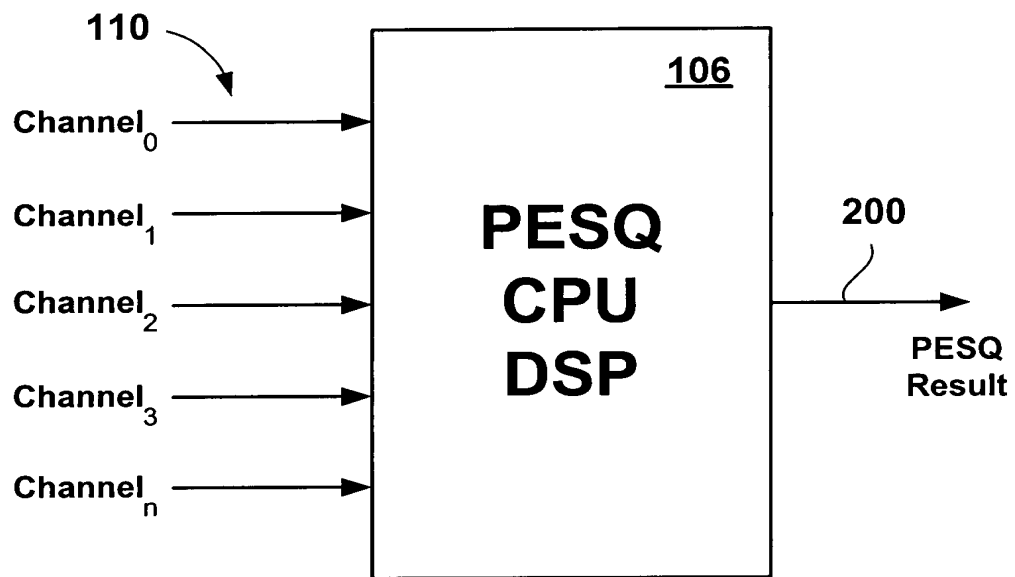 110
106
Channel0
Channel1
Channel2
Channel3
Channeln
PESQ
CPU
DSP
200
PESQ
Result